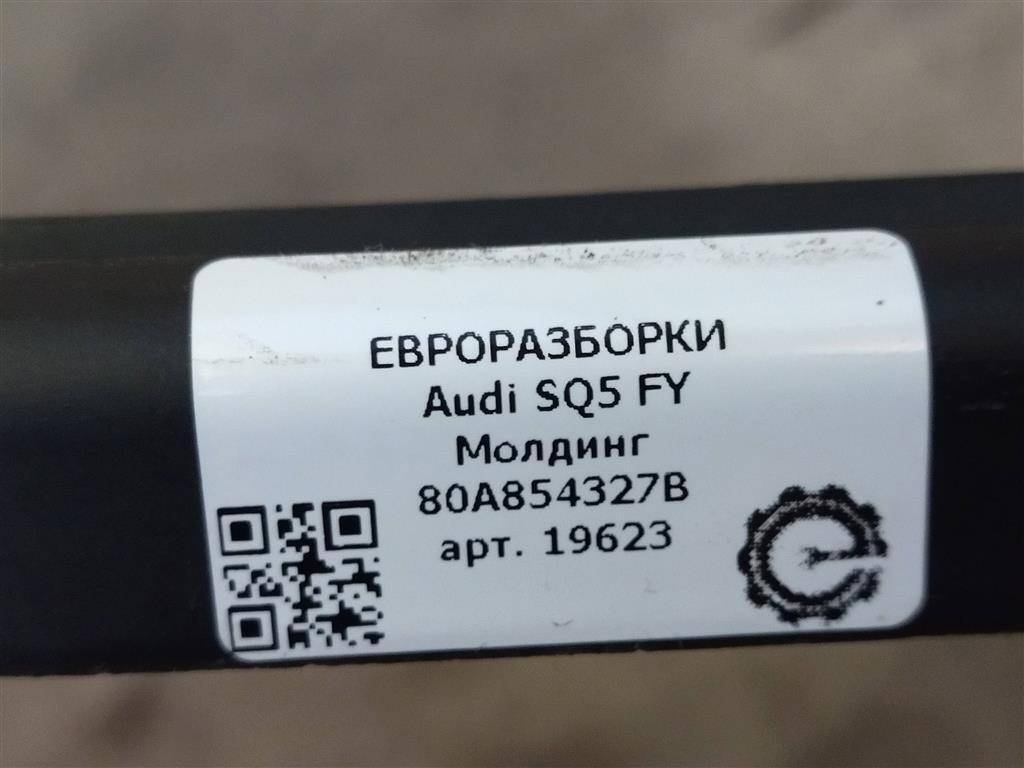 ЕВРОРАЗБОРКИ
Audi SQ5 FY
Молдинг
80A854327B
арт. 19623